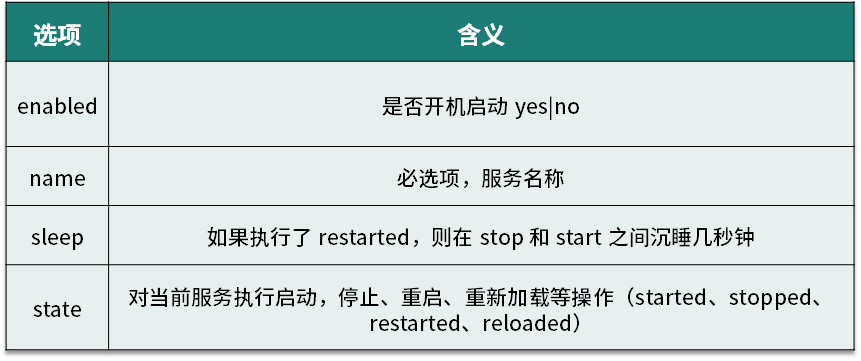 选项 含义
enabled 是否开机启动 yes|no
name 必选项，服务名称
sleep 如果执行了 restarted，则在 stop 和 start 之间沉睡几秒钟
state 对当前服务执行启动，停止、重启、重新加载等操作（started、stopped、
restarted、reloaded）